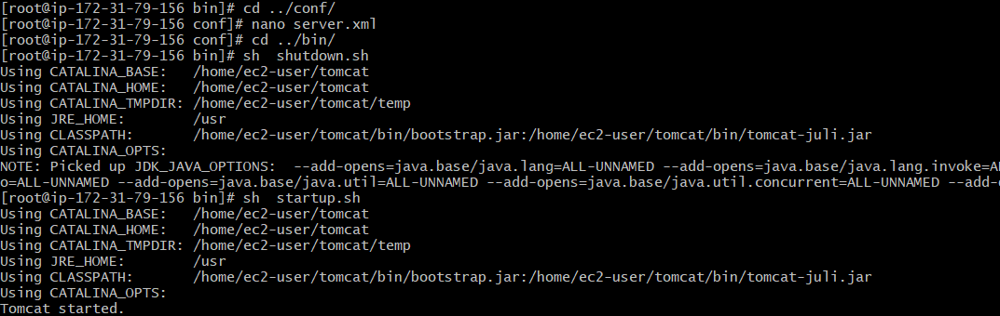 [root@ip-172-31-79-156 bin]# cd ../conf/
[root@ip-172-31-79-156 conf]# nano server.xml
[root@ip-172-31-79-156 conf]# cd ../bin/
[root@ip-172-31-79-156 bin]# sh  shutdown.sh
Using CATALINA_BASE:   /home/ec2-user/tomcat
Using CATALINA_HOME:   /home/ec2-user/tomcat
Using CATALINA_TMPDIR: /home/ec2-user/tomcat/temp
Using JRE_HOME:        /usr
Using CLASSPATH:       /home/ec2-user/tomcat/bin/bootstrap.jar:/home/ec2-user/tomcat/bin/tomcat-juli.jar
Using CATALINA_OPTS:
NOTE: Picked up JDK_JAVA_OPTIONS:  --add-opens=java.base/java.lang=ALL-UNNAMED --add-opens=java.base/java.lang.invoke=AL
o=ALL-UNNAMED --add-opens=java.base/java.util=ALL-UNNAMED --add-opens=java.base/java.util.concurrent=ALL-UNNAMED --add-o
[root@ip-172-31-79-156 bin]# sh  startup.sh
Using CATALINA_BASE:   /home/ec2-user/tomcat
Using CATALINA_HOME:   /home/ec2-user/tomcat
Using CATALINA_TMPDIR: /home/ec2-user/tomcat/temp
Using JRE_HOME:        /usr
Using CLASSPATH:       /home/ec2-user/tomcat/bin/bootstrap.jar:/home/ec2-user/tomcat/bin/tomcat-juli.jar
Using CATALINA_OPTS:
Tomcat started.